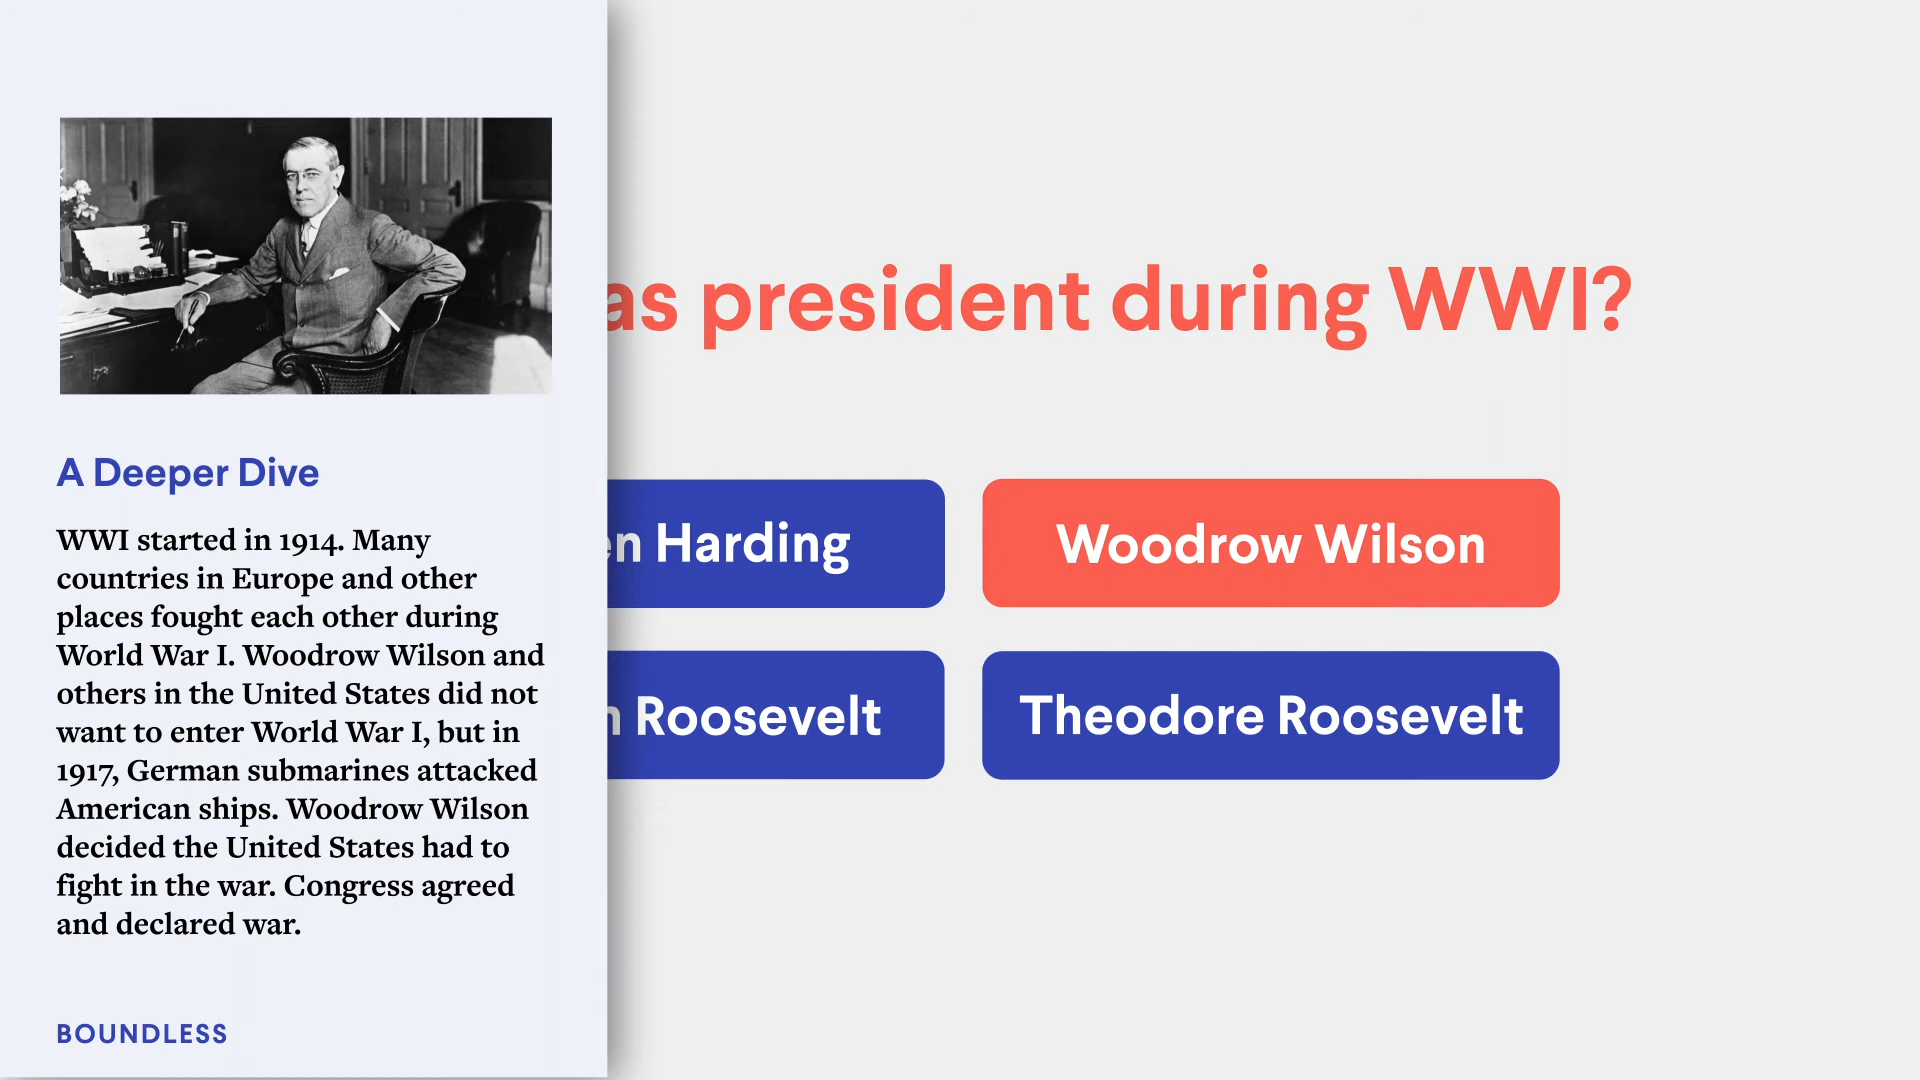 A Deeper Dive
WWI started in 1914. Many
countries in Europe and other
places fought each other during
World War I. Woodrow Wilson and
others in the United States did not
want to enter World War I, but in
1917, German submarines attacked
American ships. Woodrow Wilson
decided the United States had to
fight in the war. Congress agreed
and declared war.
BOUNDLESS
as president during WWI?
en Harding
Woodrow Wilson
n Roosevelt
Theodore Roosevelt